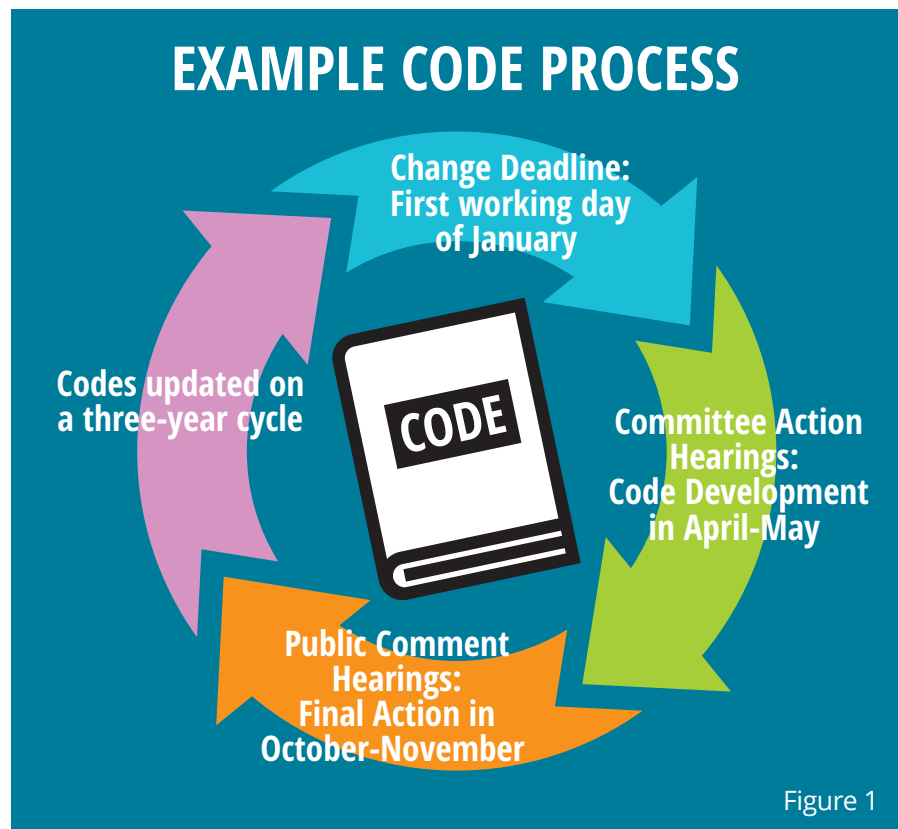 EXAMPLE CODE PROCESS
Change Deadline:
First working day
of January
Committee Action
Hearings:
Code Development
in April-May
Public Comment
Hearings:
Final Action in
October-November
Codes updated on
a three-year cycle
CODE
Figure 1